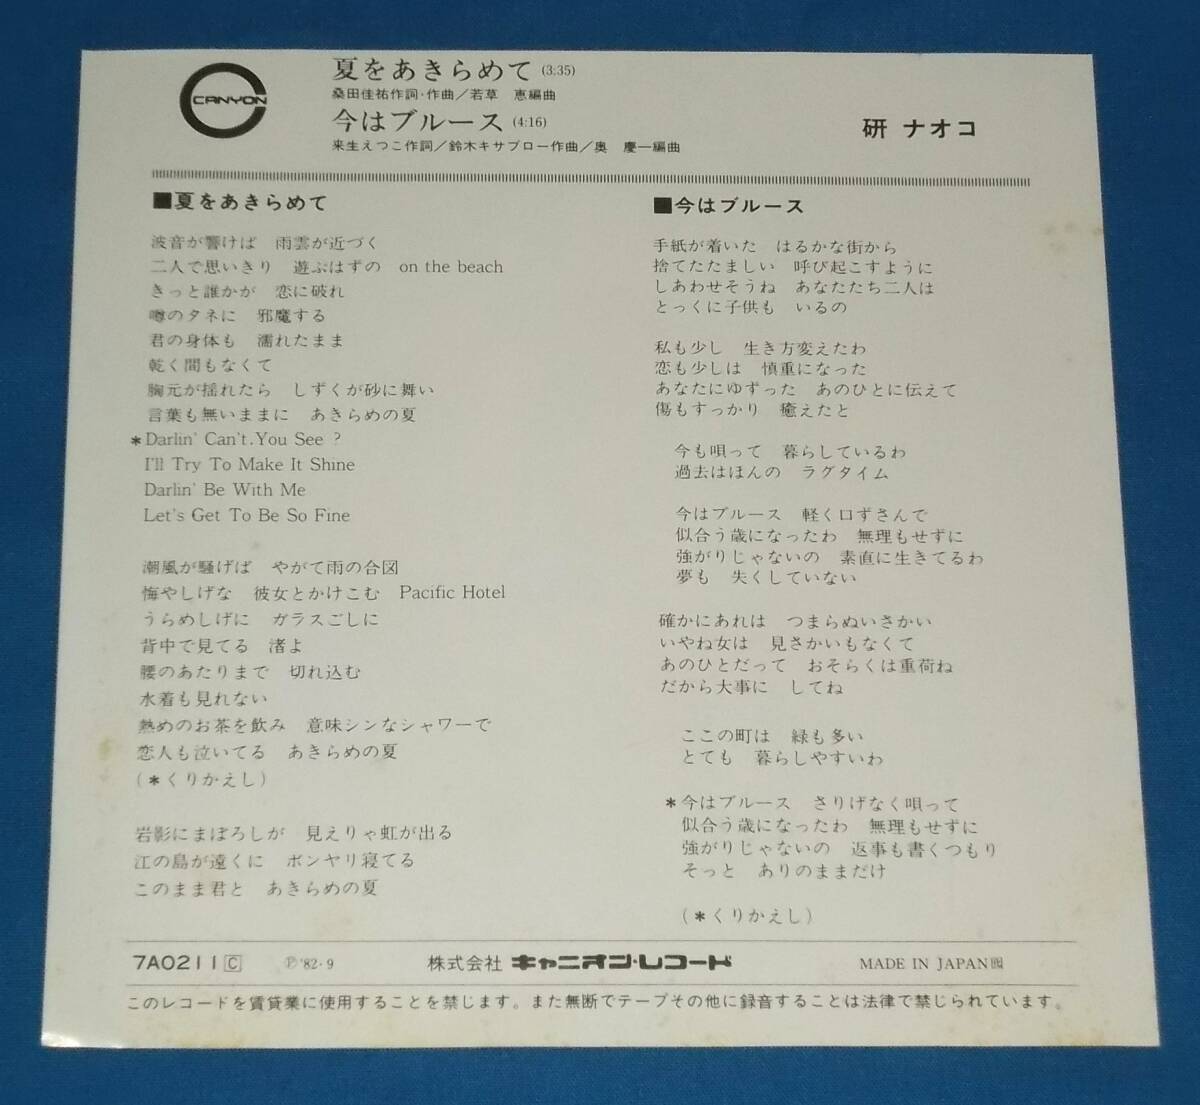 CANYON
夏をあきらめて (3:35)
桑田佳祐作詞・作曲／若草　恵編曲
今はブルース (4:16)
来生えつこ作詞／鈴木キサブロー作曲／奥　慶一編曲
研 ナオコ
■夏をあきらめて
波音が響けば　雨雲が近づく
二人で思いきり　遊ぶはずの　on the beach
きっと誰かが　恋に破れ
噂のタネに　邪魔する
君の身体も　濡れたまま
乾く間もなくて
胸元が揺れたら　しずくが砂に舞い
言葉も無いままに　あきらめの夏
＊Darlin' Can't.You See ?
I'll Try To Make It Shine
Darlin' Be With Me
Let's Get To Be So Fine
潮風が騒げば　やがて雨の合図
悔やしげな　彼女とかけこむ　Pacific Hotel
うらめしげに　ガラスごしに
背中で見てる　渚よ
腰のあたりまで　切れ込む
水着も見れない
熱めのお茶を飲み　意味シンなシャワーで
恋人も泣いてる　あきらめの夏
(＊くりかえし)
岩影にまぼろしが　見えりゃ虹が出る
江の島が遠くに　ボンヤリ寝てる
このまま君と　あきらめの夏
■今はブルース
手紙が着いた　はるかな街から
捨てたたましい　呼び起こすように
しあわせそうね　あなたたち二人は
とっくに子供も　いるの
私も少し　生き方変えたわ
恋も少しは　慎重になった
あなたにゆずった　あのひとに伝えて
傷もすっかり　癒えたと
今も唄って　暮らしているわ
過去はほんの　ラグタイム
今はブルース　軽く口ずさんで
似合う歳になったわ　無理もせずに
強がりじゃないの　素直に生きてるわ
夢も　失くしていない
確かにあれは　つまらぬいさかい
いやね女は　見さかいもなくて
あのひとだって　おそらくは重荷ね
だから大事に　してね
ここの町は　緑も多い
とても　暮らしやすいわ
＊今はブルース　さりげなく唄って
似合う歳になったわ　無理もせずに
強がりじゃないの　返事も書くつもり
そっと　ありのままだけ
(＊くりかえし)
7A0211 C　℗'82・9　株式会社 キャニオン・レコード　MADE IN JAPAN
このレコードを賃貸業に使用することを禁じます。また無断でテープその他に録音することは法律で禁じられています。